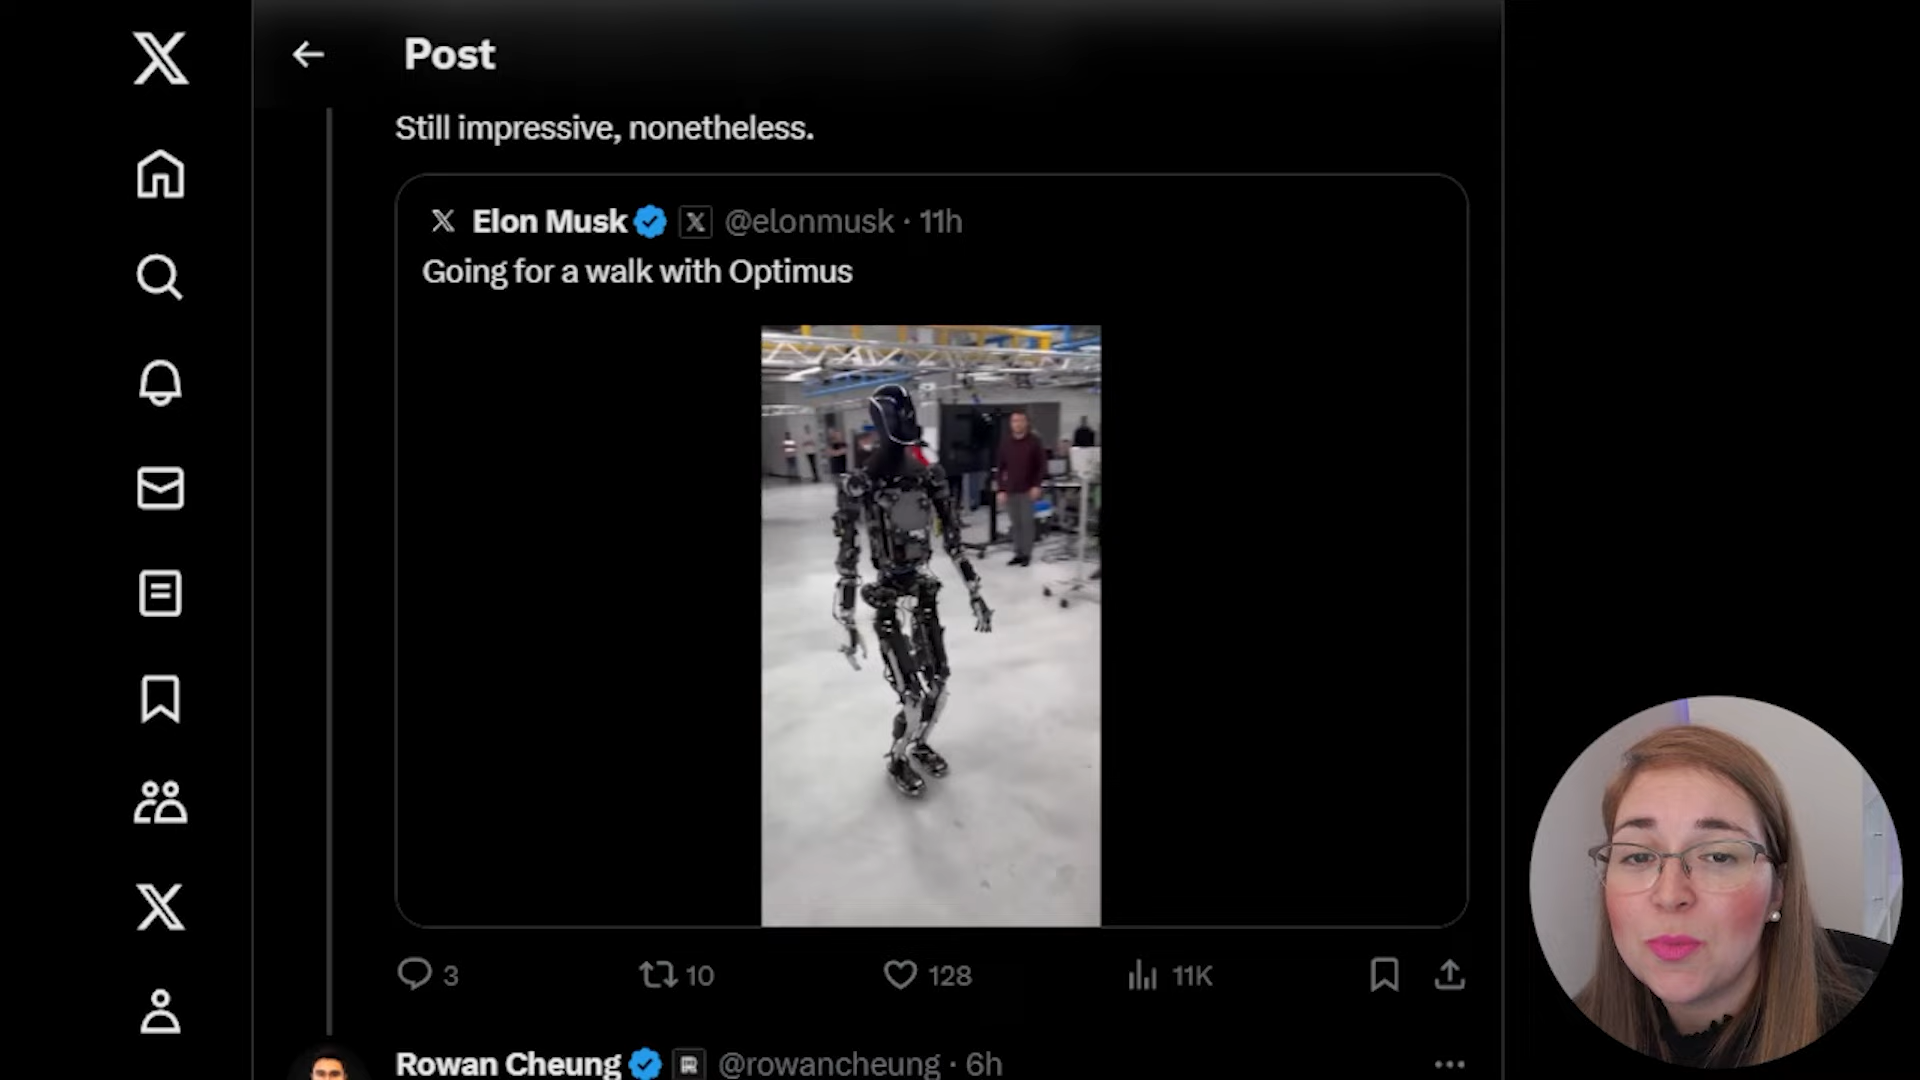 Post
Still impressive, nonetheless.
Elon Musk @elonmusk · 11h
Going for a walk with Optimus
3 10 128 11K
Rowan Cheung @rowancheung · 6h